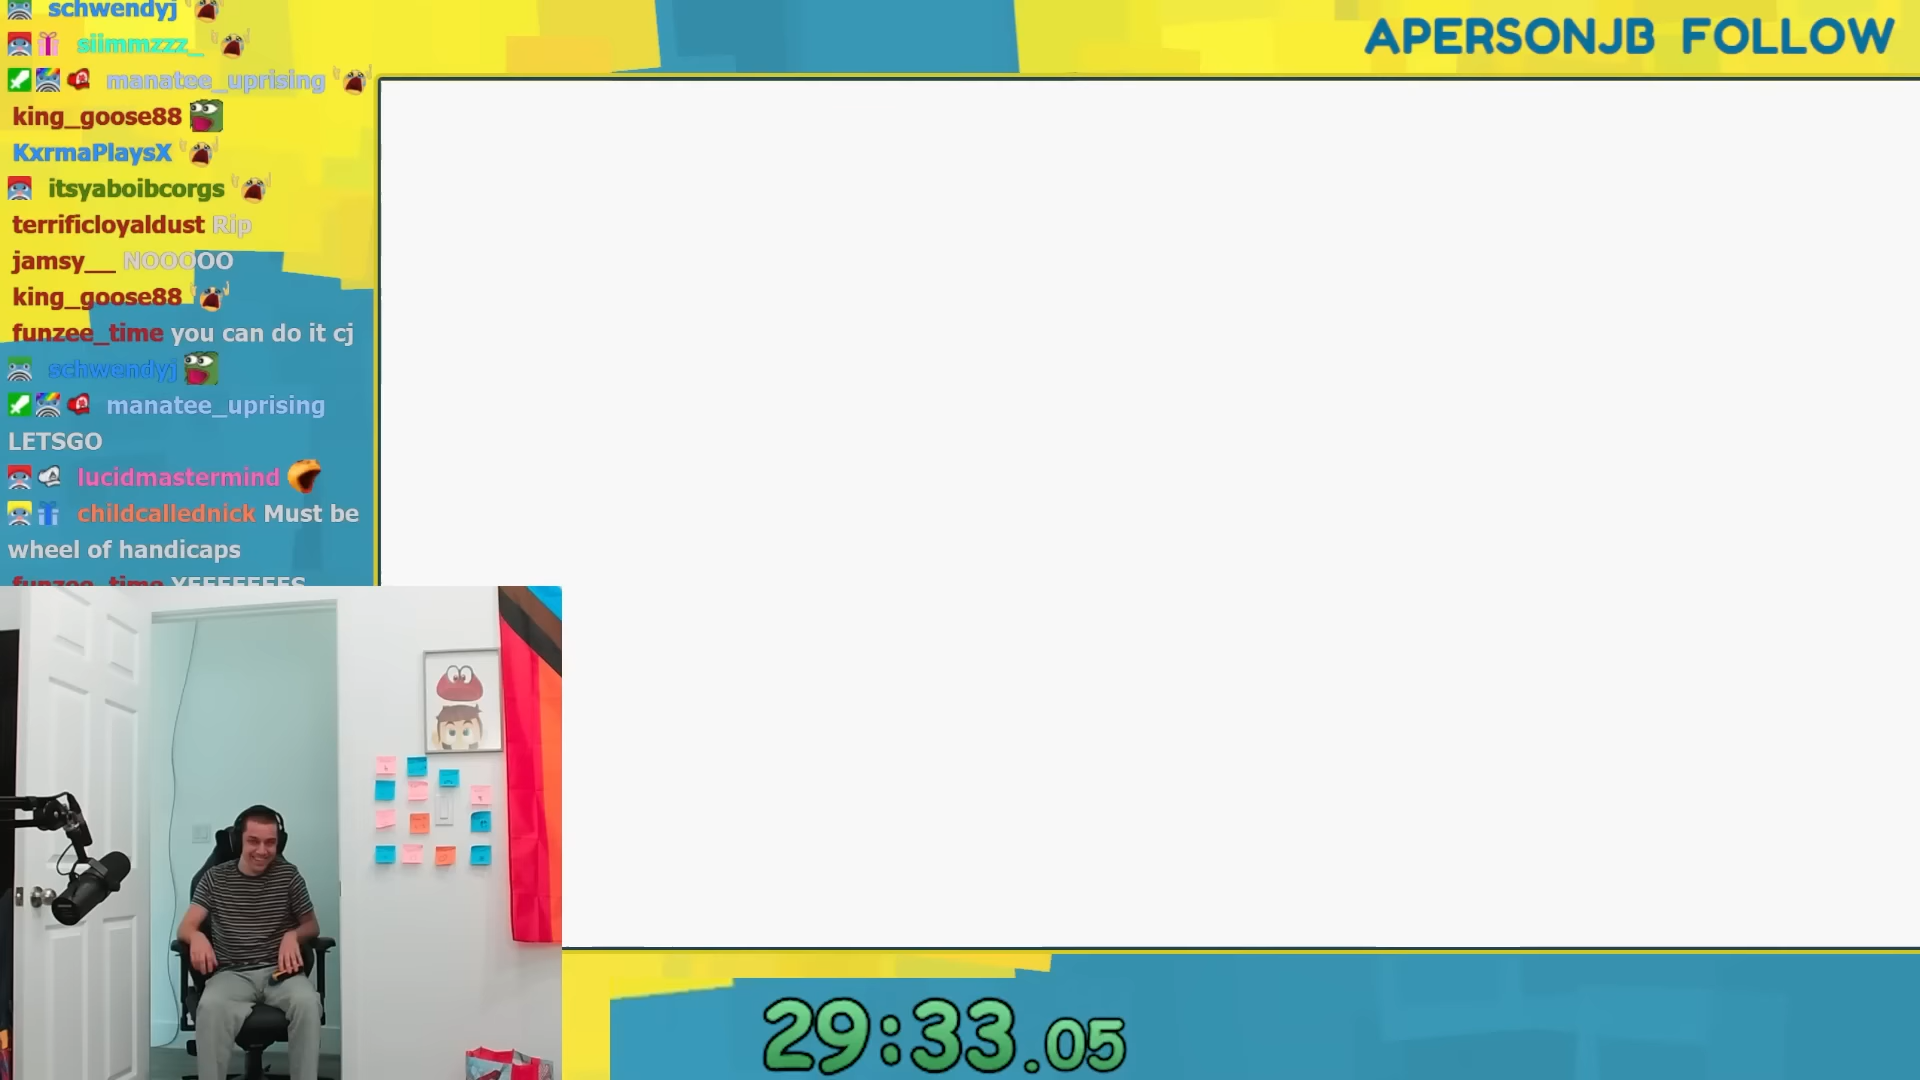 schwendyj
APERSONJB FOLLOW
siimmzzz_
manatee_uprising
king_goose88
KxrmaPlaysX
itsyaboibcorgs
terrificloyaldust Rip
jamsy__ NOOOOO
king_goose88
funzee_time you can do it cj
schwendyj
manatee_uprising
LETSGO
lucidmastermind
childcallednick Must be
wheel of handicaps
funzee_time
29:33.05